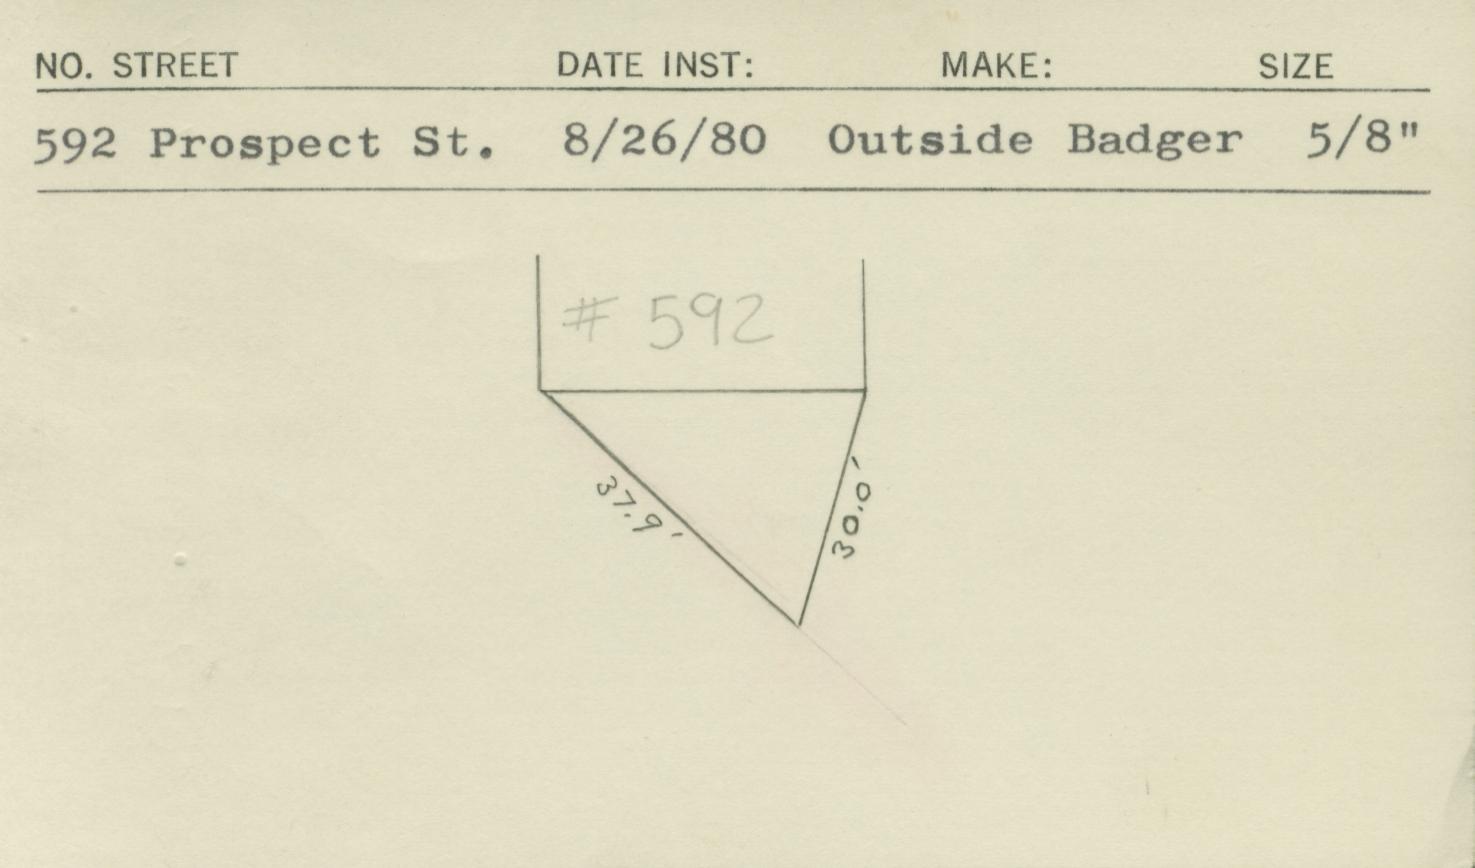 NO. STREET DATE INST: MAKE: SIZE
592 Prospect St. 8/26/80 Outside Badger 5/8"
# 592
37.9'
30.0'